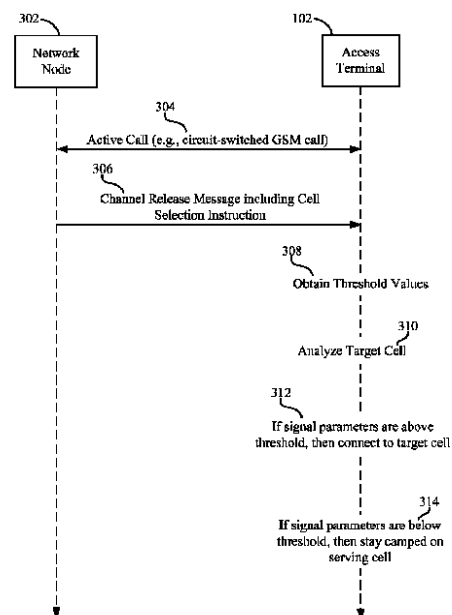 302
102
Network
Node
Access
Terminal
304
Active Call (e.g., circuit-switched GSM call)
306
Channel Release Message including Cell
Selection Instruction
308
Obtain Threshold Values
310
Analyze Target Cell
312
If signal parameters are above
threshold, then connect to target cell
314
If signal parameters are below
threshold, then stay camped on
serving cell